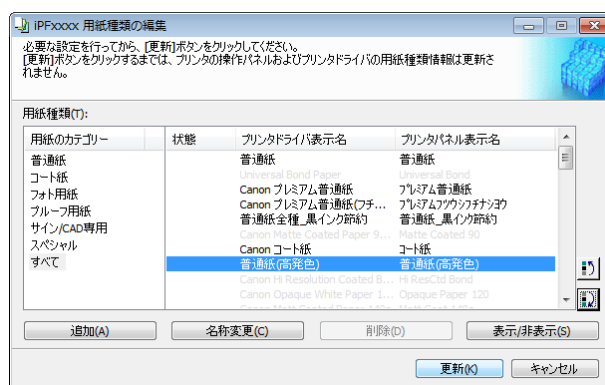 iPFxxxx 用紙種類の編集
必要な設定を行ってから、[更新]ボタンをクリックしてください。
[更新]ボタンをクリックするまでは、プリンタの操作パネルおよびプリンタドライバの用紙種類情報は更新さ
れません。
用紙種類(T):
用紙のカテゴリー 状態 プリンタドライバ表示名 プリンタパネル表示名
普通紙
コート紙
フォト用紙
プルーフ用紙
サイン/CAD専用
スペシャル
すべて
普通紙 普通紙
Universal Bond Paper Universal Bond
Canon プレミアム普通紙 プレミアム普通紙
Canon プレミアム普通紙(フチ... プレミアムフツウシフチナシヨウ
普通紙全種_黒インク節約 普通紙_黒インク節約
Canon Matte Coated Paper 9... Matte Coated 90
Canon コート紙 コート紙
普通紙(高発色) 普通紙(高発色)
Canon Hi Resolution Coated B... Hi ResCtd Bond
Canon Opaque White Paper 1... Opaque Paper 120
追加(A) 名称変更(C) 削除(D) 表示/非表示(S)
更新(K) キャンセル